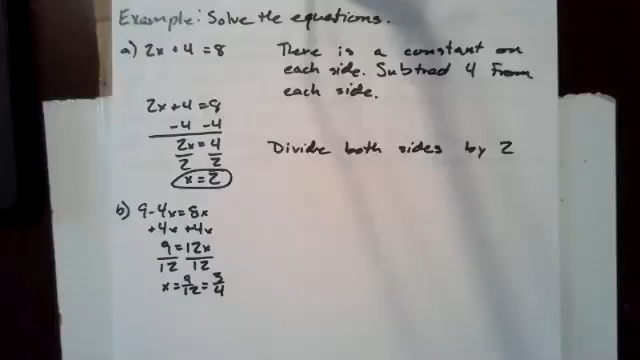 Example: Solve the equations.
a) 2x + 4 = 8
There is a constant on
each side. Subtract 4 from
each side.
2x + 4 = 8
-4 -4
2x = 4
2 2
Divide both sides by 2
x = 2
b) 9 - 4x = 8x
+4x +4x
9 = 12x
12 12
x = 9/12 = 3/4